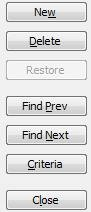 New
Delete
Restore
Find Prev
Find Next
Criteria
Close